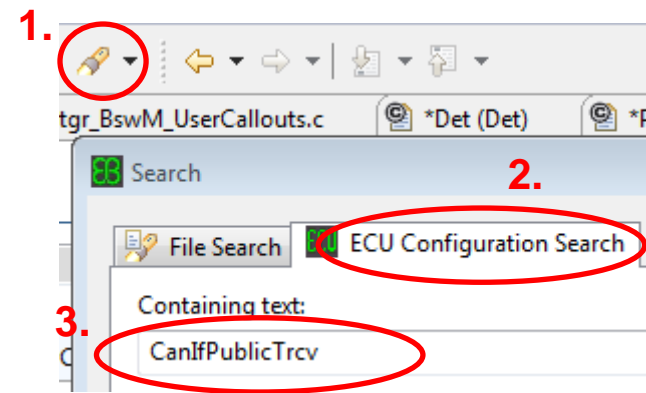 1.
tgr_BswM_UserCallouts.c
*Det (Det)
Search
2.
File Search
ECU Configuration Search
Containing text:
3.
CanIfPublicTrcv